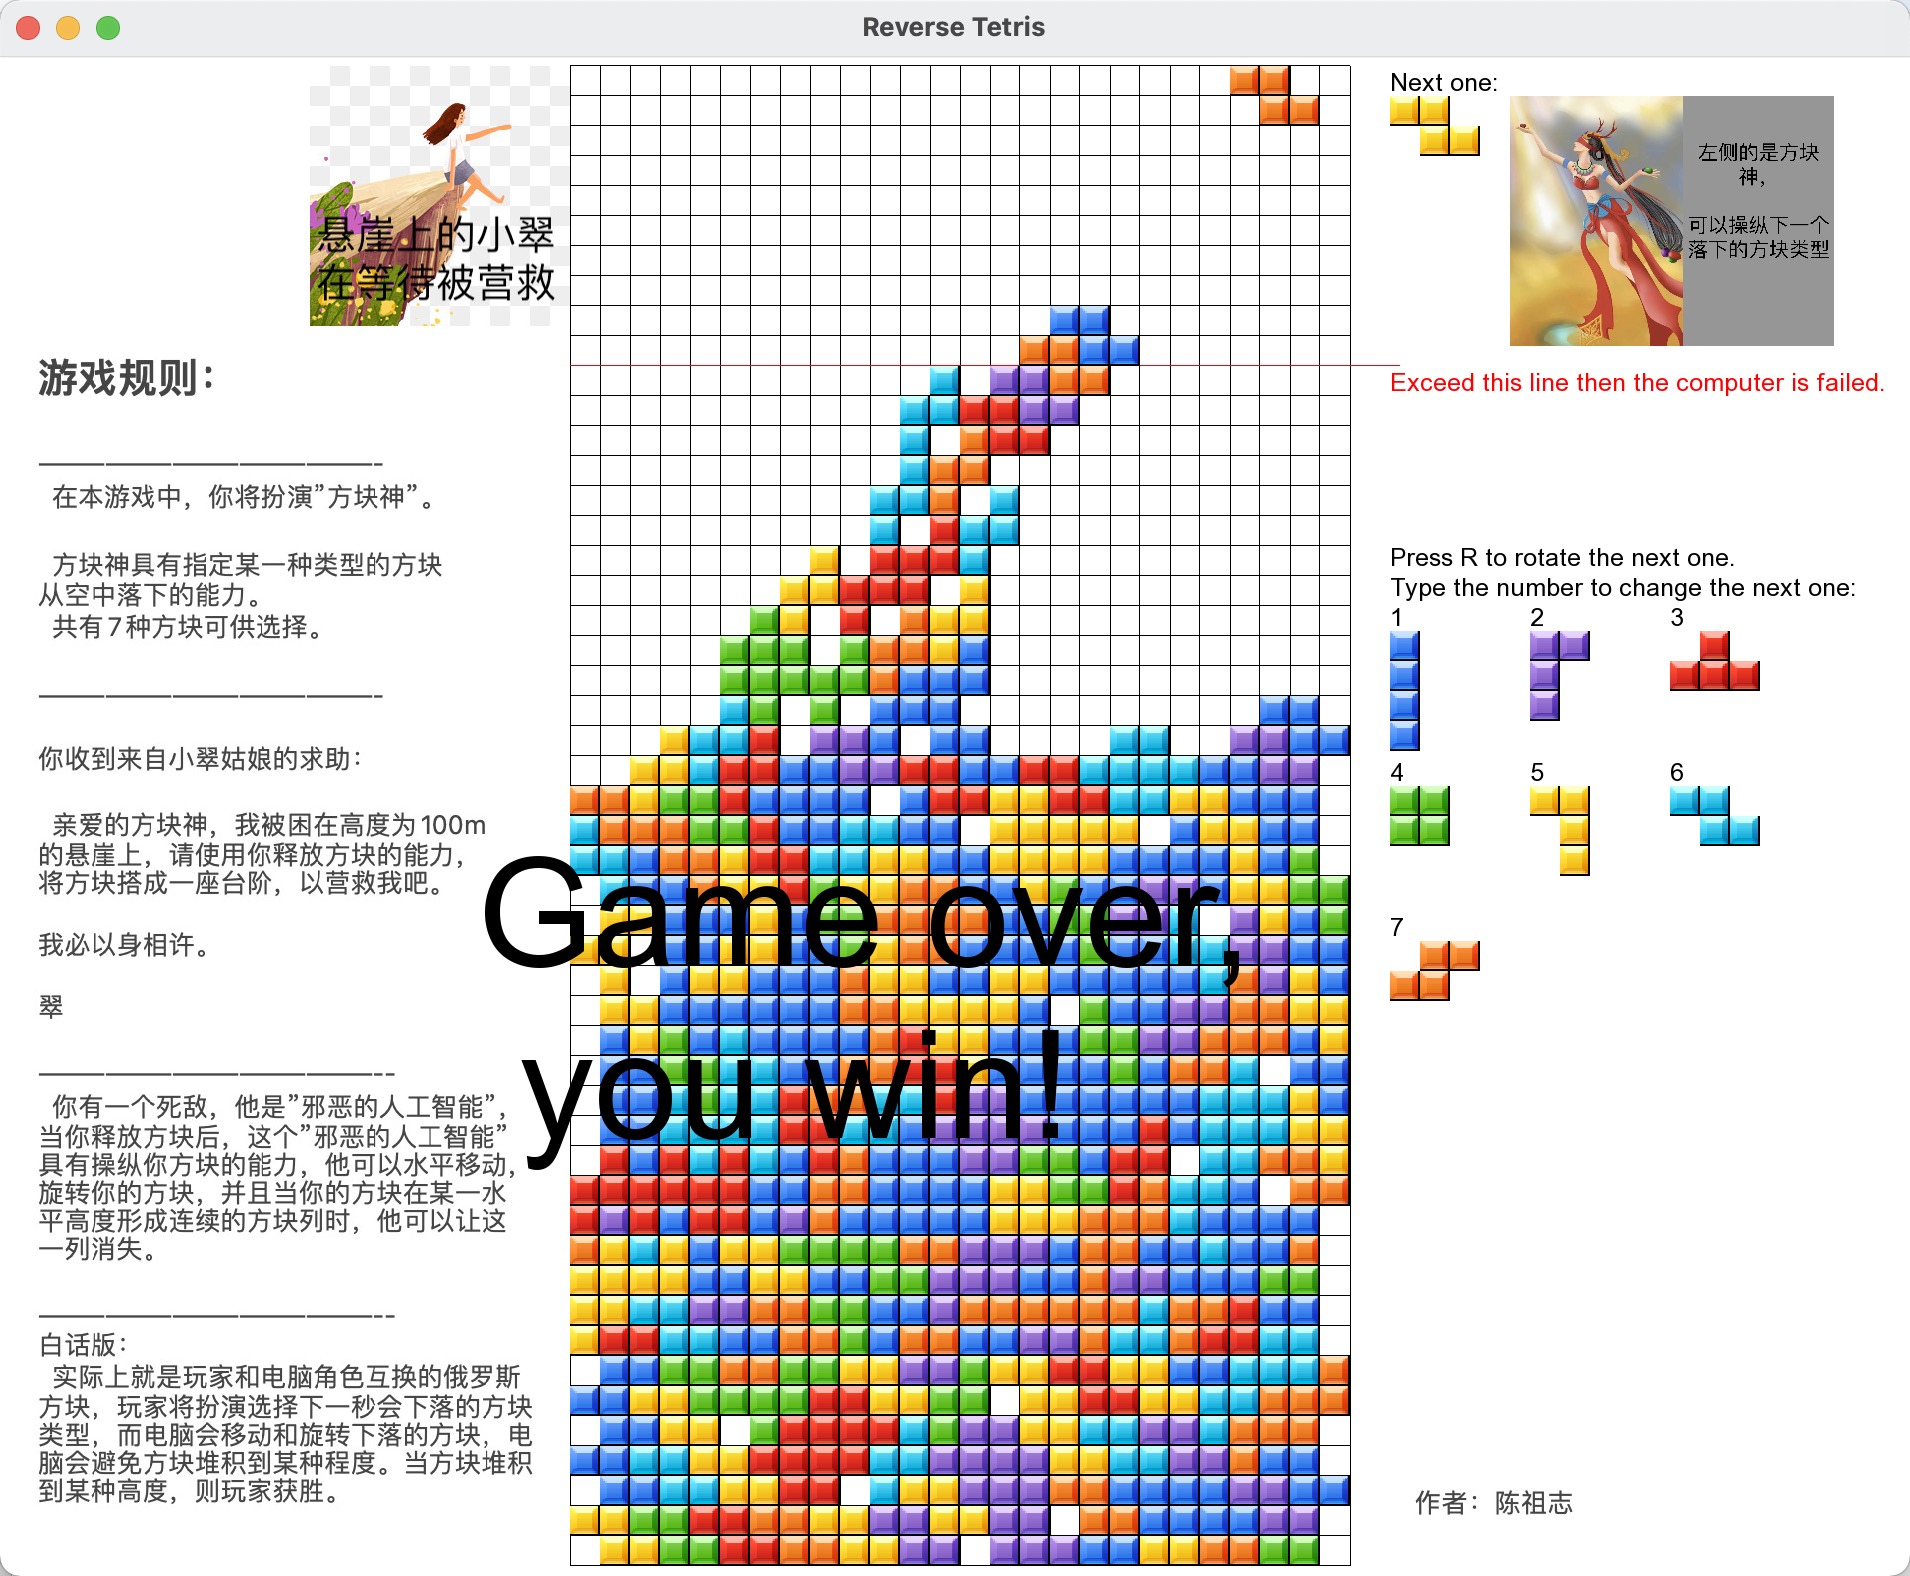 Reverse Tetris
悬崖上的小翠
在等待被营救
游戏规则：
————————————————-
在本游戏中，你将扮演”方块神”。
方块神具有指定某一种类型的方块
从空中落下的能力。
共有7种方块可供选择。
————————————————-
你收到来自小翠姑娘的求助：
亲爱的方块神，我被困在高度为100m
的悬崖上，请使用你释放方块的能力，
将方块搭成一座台阶，以营救我吧。
我必以身相许。
翠
————————————————--
你有一个死敌，他是”邪恶的人工智能”，
当你释放方块后，这个”邪恶的人工智能”
具有操纵你方块的能力，他可以水平移动，
旋转你的方块，并且当你的方块在某一水
平高度形成连续的方块列时，他可以让这
一列消失。
————————————————--
白话版：
实际上就是玩家和电脑角色互换的俄罗斯
方块，玩家将扮演选择下一秒会下落的方块
类型，而电脑会移动和旋转下落的方块，电
脑会避免方块堆积到某种程度。当方块堆积
到某种高度，则玩家获胜。
Game over,
you win!
Next one:
左侧的是方块
神，
可以操纵下一个
落下的方块类型
Exceed this line then the computer is failed.
Press R to rotate the next one.
Type the number to change the next one:
1 2 3
4 5 6
7
作者：陈祖志